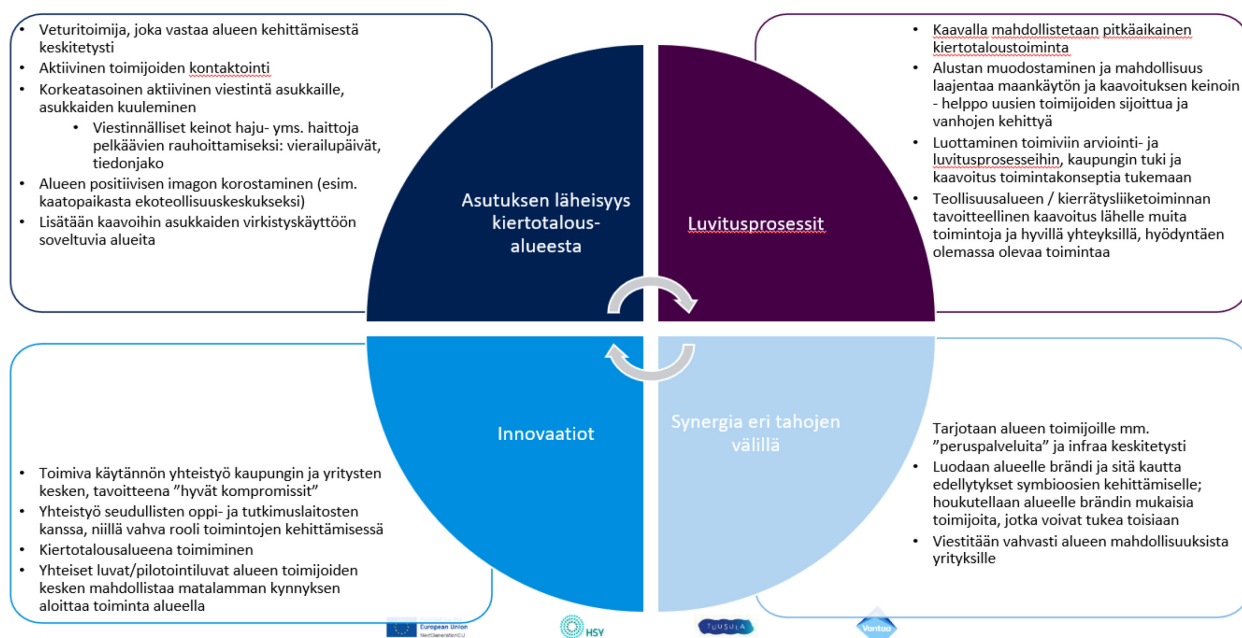 • Veturitoimija, joka vastaa alueen kehittämisestä
keskitetysti
• Aktiivinen toimijoiden kontaktointi
• Korkeatasoinen aktiivinen viestintä asukkaille,
asukkaiden kuuleminen
• Viestinnälliset keinot haju- yms. haittoja
pelkäävien rauhoittamiseksi: vierailupäivät,
tiedonjako
• Alueen positiivisen imagon korostaminen (esim.
kaatopaikasta ekoteollisuuskeskukseksi)
• Lisätään kaavoihin asukkaiden virkistyskäyttöön
soveltuvia alueita
Asutuksen läheisyys
kiertotalous-
alueesta
Luvitusprosessit
• Kaavalla mahdollistetaan pitkäaikainen
kiertotaloustoiminta
• Alustan muodostaminen ja mahdollisuus
laajentaa maankäytön ja kaavoituksen keinoin
- helppo uusien toimijoiden sijoittua ja
vanhojen kehittyä
• Luottaminen toimiviin arviointi- ja
luvitusprosesseihin, kaupungin tuki ja
kaavoitus toimintakonseptia tukemaan
• Teollisuusalueen / kierrätysliiketoiminnan
tavoitteellinen kaavoitus lähelle muita
toimintoja ja hyvillä yhteyksillä, hyödyntäen
olemassa olevaa toimintaa
Innovaatiot
• Toimiva käytännön yhteistyö kaupungin ja yritysten
kesken, tavoitteena ”hyvät kompromissit”
• Yhteistyö seudullisten oppi- ja tutkimuslaitosten
kanssa, niillä vahva rooli toimintojen kehittämisessä
• Kiertotalousalueena toimiminen
• Yhteiset luvat/pilotointiluvat alueen toimijoiden
kesken mahdollistaa matalamman kynnyksen
aloittaa toiminta alueella
Synergia eri tahojen
välillä
Tarjotaan alueen toimijoille mm.
”peruspalveluita” ja infraa keskitetysti
• Luodaan alueelle brändi ja sitä kautta
edellytykset symbioosien kehittämiselle;
houkutellaan alueelle brändin mukaisia
toimijoita, jotka voivat tukea toisiaan
• Viestitään vahvasti alueen mahdollisuuksista
yrityksille
European Union
NextGenerationEU
HSY
TUUSULA
Vantaa